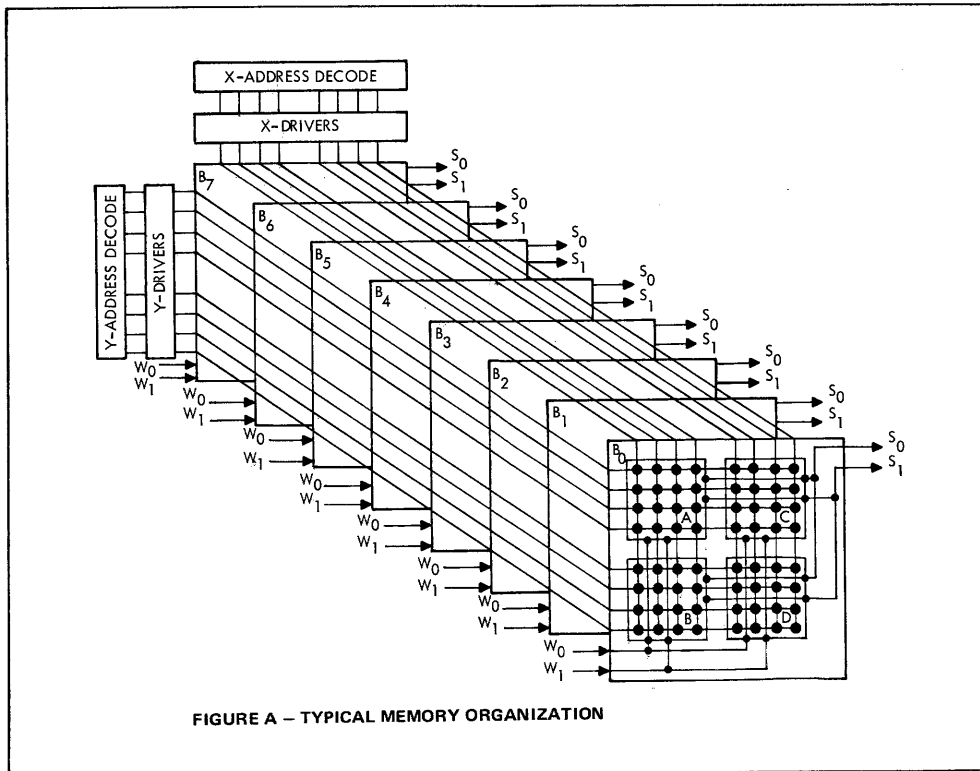 X-ADDRESS DECODE
X-DRIVERS
Y-ADDRESS DECODE
Y-DRIVERS
B7
S0
S1
B6
S0
S1
B5
S0
S1
B4
S0
S1
B3
S0
S1
B2
S0
S1
B1
S0
S1
B0
S0
S1
A
C
B
D
W0
W1
W0
W1
W0
W1
W0
W1
W0
W1
W0
W1
W0
W1
W0
W1
FIGURE A – TYPICAL MEMORY ORGANIZATION